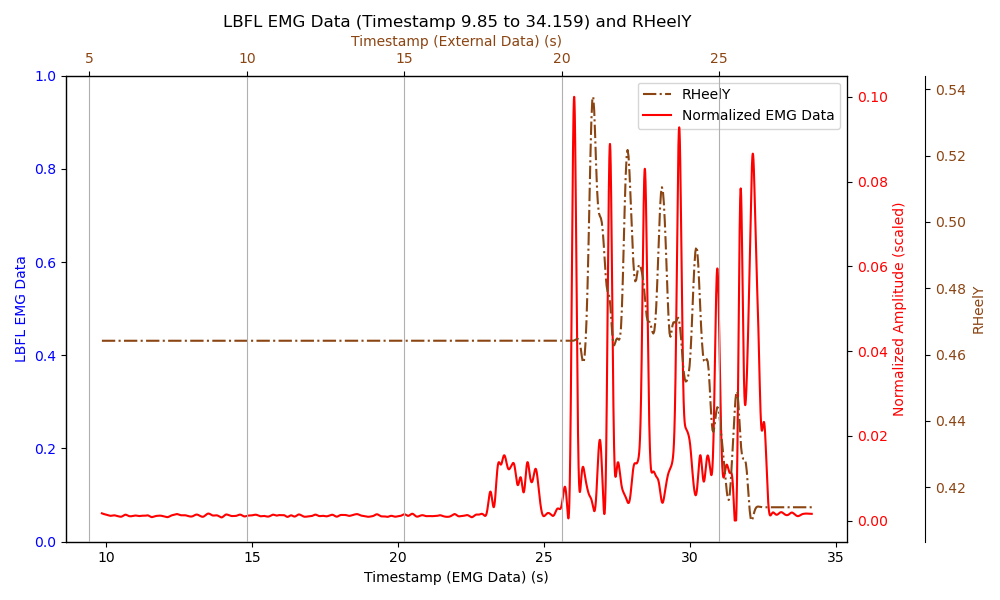 LBFL EMG Data (Timestamp 9.85 to 34.159) and RHeelY
Timestamp (External Data) (s)
5 10 15 20 25
1.0
0.8
0.6
0.4
0.2
0.0
LBFL EMG Data
RHeelY
Normalized EMG Data
0.10
0.08
0.06
0.04
0.02
0.00
Normalized Amplitude (scaled)
0.54
0.52
0.50
0.48
0.46
0.44
0.42
RHeelY
10 15 20 25 30 35
Timestamp (EMG Data) (s)